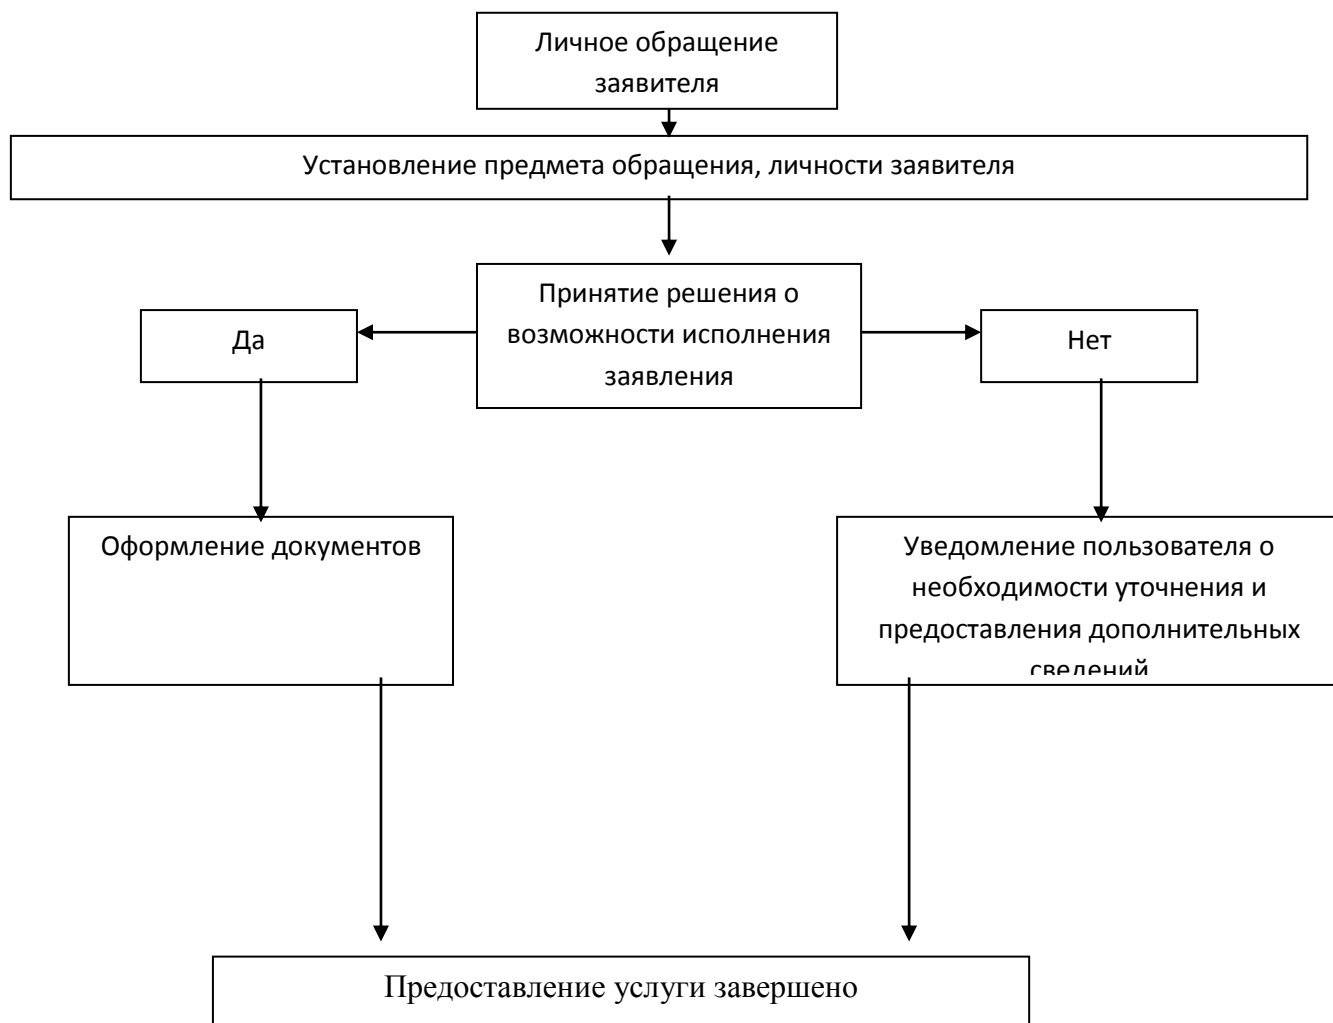 Личное обращение
заявителя
Установление предмета обращения, личности заявителя
Принятие решения о
возможности исполнения
заявления
Да
Нет
Оформление документов
Уведомление пользователя о
необходимости уточнения и
предоставления дополнительных
сведений
Предоставление услуги завершено